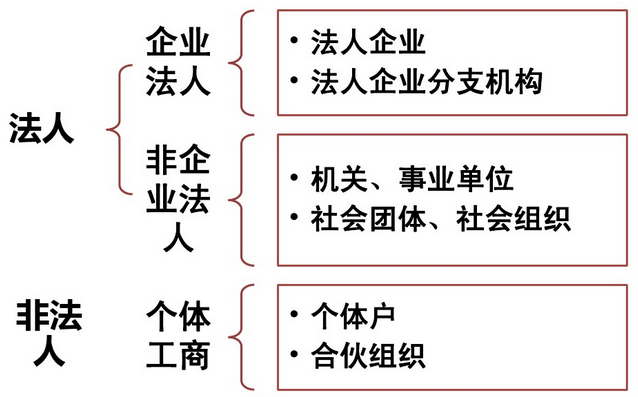 法人
企业
法人
• 法人企业
• 法人企业分支机构
非企
业法
人
• 机关、事业单位
• 社会团体、社会组织
非法
人
个体
工商
• 个体户
• 合伙组织